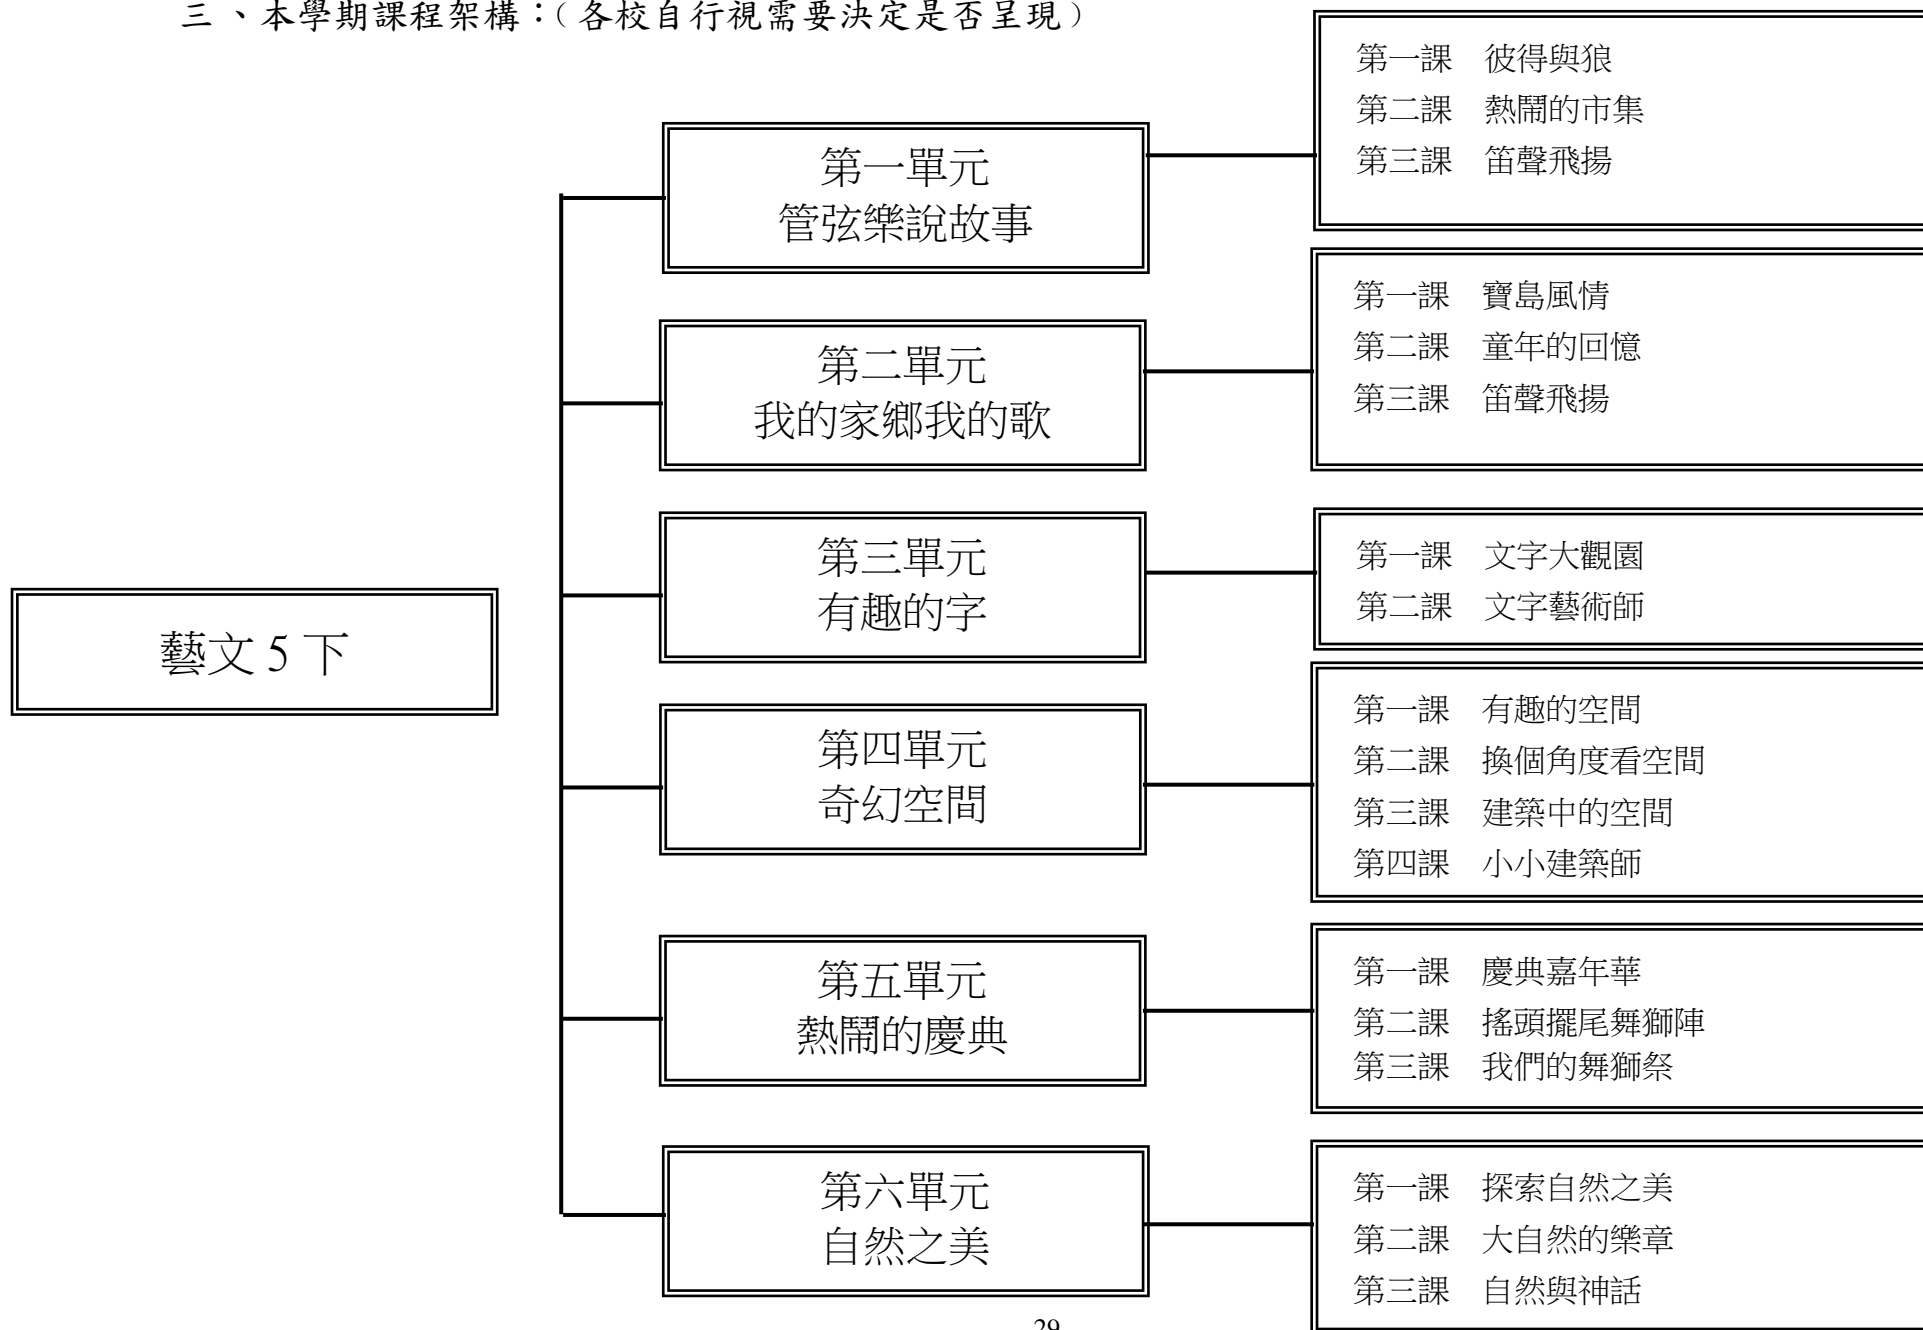 三、本學期課程架構：（各校自行視需要決定是否呈現）
藝文 5 下
第一單元
管弦樂說故事
第一課　彼得與狼
第二課　熱鬧的市集
第三課　笛聲飛揚
第二單元
我的家鄉我的歌
第一課　寶島風情
第二課　童年的回憶
第三課　笛聲飛揚
第三單元
有趣的字
第一課　文字大觀園
第二課　文字藝術師
第四單元
奇幻空間
第一課　有趣的空間
第二課　換個角度看空間
第三課　建築中的空間
第四課　小小建築師
第五單元
熱鬧的慶典
第一課　慶典嘉年華
第二課　搖頭擺尾舞獅陣
第三課　我們的舞獅祭
第六單元
自然之美
第一課　探索自然之美
第二課　大自然的樂章
第三課　自然與神話
29